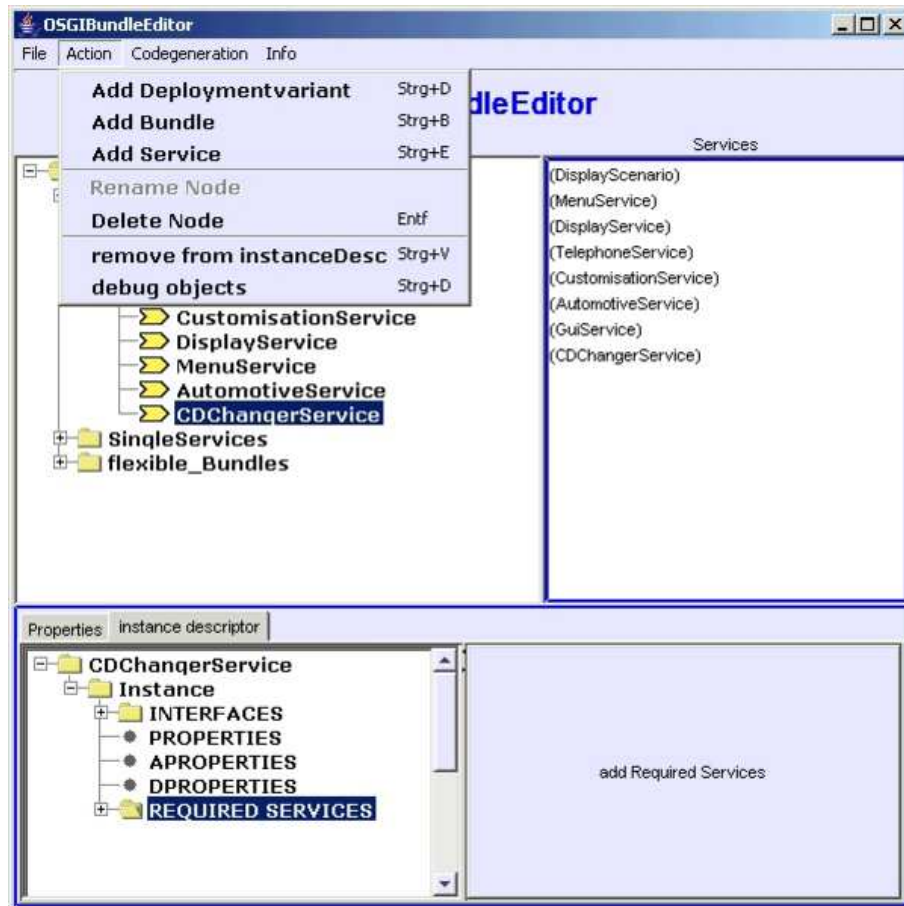 OSGIBundleEditor
File Action Codegeneration Info
Add Deploymentvariant Strg+D
Add Bundle Strg+B
Add Service Strg+E
Rename Node
Delete Node Entf
remove from instanceDesc Strg+V
debug objects Strg+D
dleEditor
CustomisationService
DisplayService
MenuService
AutomotiveService
CDChangerService
SingleServices
flexible_Bundles
Services
(DisplayScenario)
(MenuService)
(DisplayService)
(TelephoneService)
(CustomisationService)
(AutomotiveService)
(GuiService)
(CDChangerService)
Properties instance descriptor
CDChangerService
Instance
INTERFACES
PROPERTIES
APROPERTIES
DPROPERTIES
REQUIRED SERVICES
add Required Services